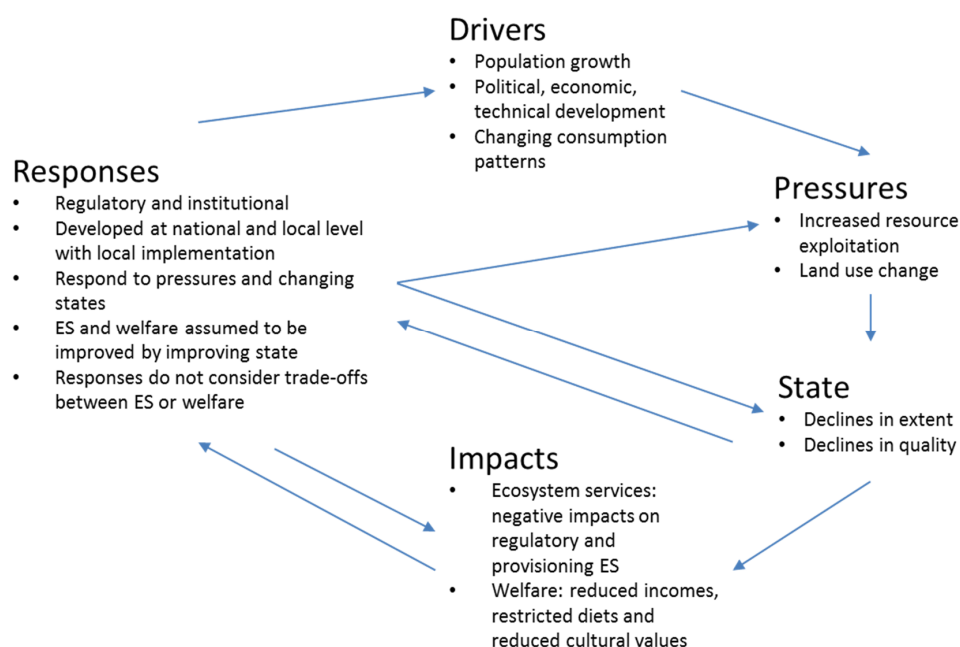 Drivers
• Population growth
• Political, economic,
technical development
• Changing consumption
patterns
Responses
• Regulatory and institutional
• Developed at national and local level
with local implementation
• Respond to pressures and changing
states
• ES and welfare assumed to be
improved by improving state
• Responses do not consider trade-offs
between ES or welfare
Pressures
• Increased resource
exploitation
• Land use change
State
• Declines in extent
• Declines in quality
Impacts
• Ecosystem services:
negative impacts on
regulatory and
provisioning ES
• Welfare: reduced incomes,
restricted diets and
reduced cultural values